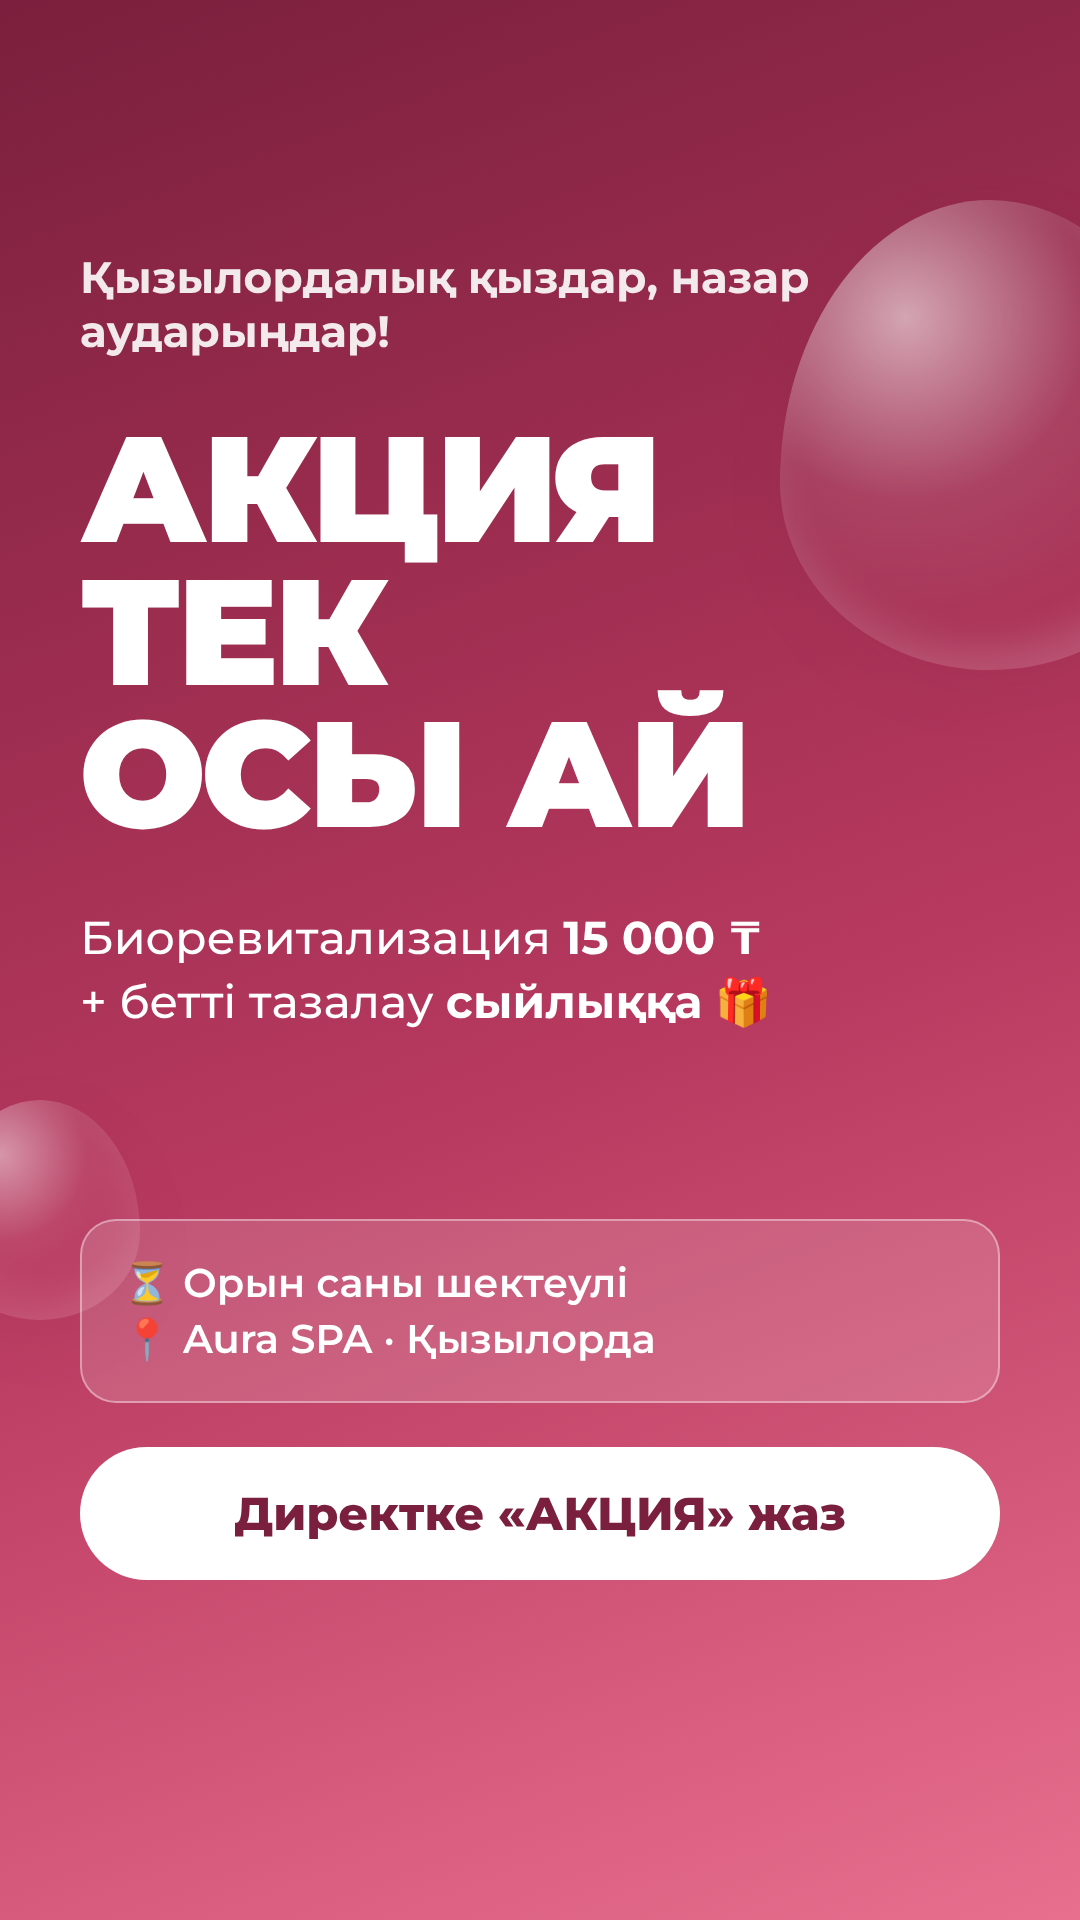 Қызылордалық қыздар, назар
аударыңдар!
АКЦИЯ
ТЕК
ОСЫ АЙ
Биоревитализация 15 000 ₸
+ бетті тазалау сыйлыққа 🎁
⏳ Орын саны шектеулі
📍 Aura SPA · Қызылорда
Директке «АКЦИЯ» жаз